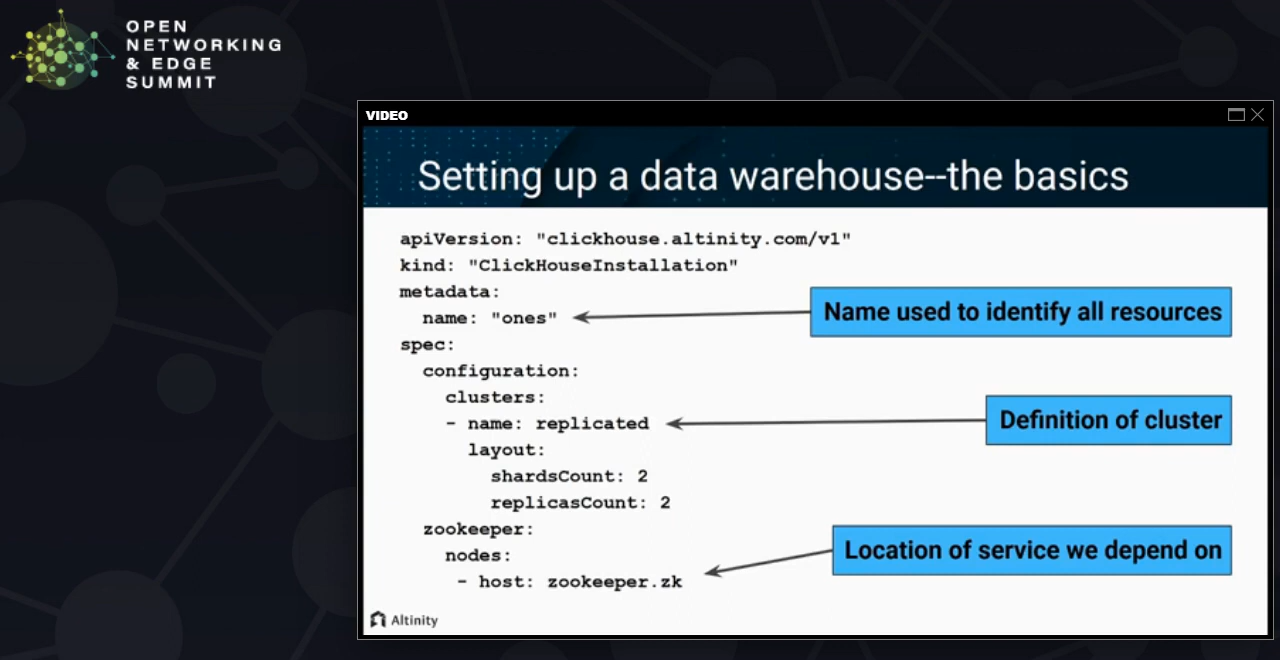 OPEN
NETWORKING
& EDGE
SUMMIT
VIDEO
Setting up a data warehouse--the basics
apiVersion: "clickhouse.altinity.com/v1"
kind: "ClickHouseInstallation"
metadata:
name: "ones"
Name used to identify all resources
spec:
configuration:
clusters:
- name: replicated
Definition of cluster
layout:
shardsCount: 2
replicasCount: 2
zookeeper:
nodes:
- host: zookeeper.zk
Location of service we depend on
Altinity